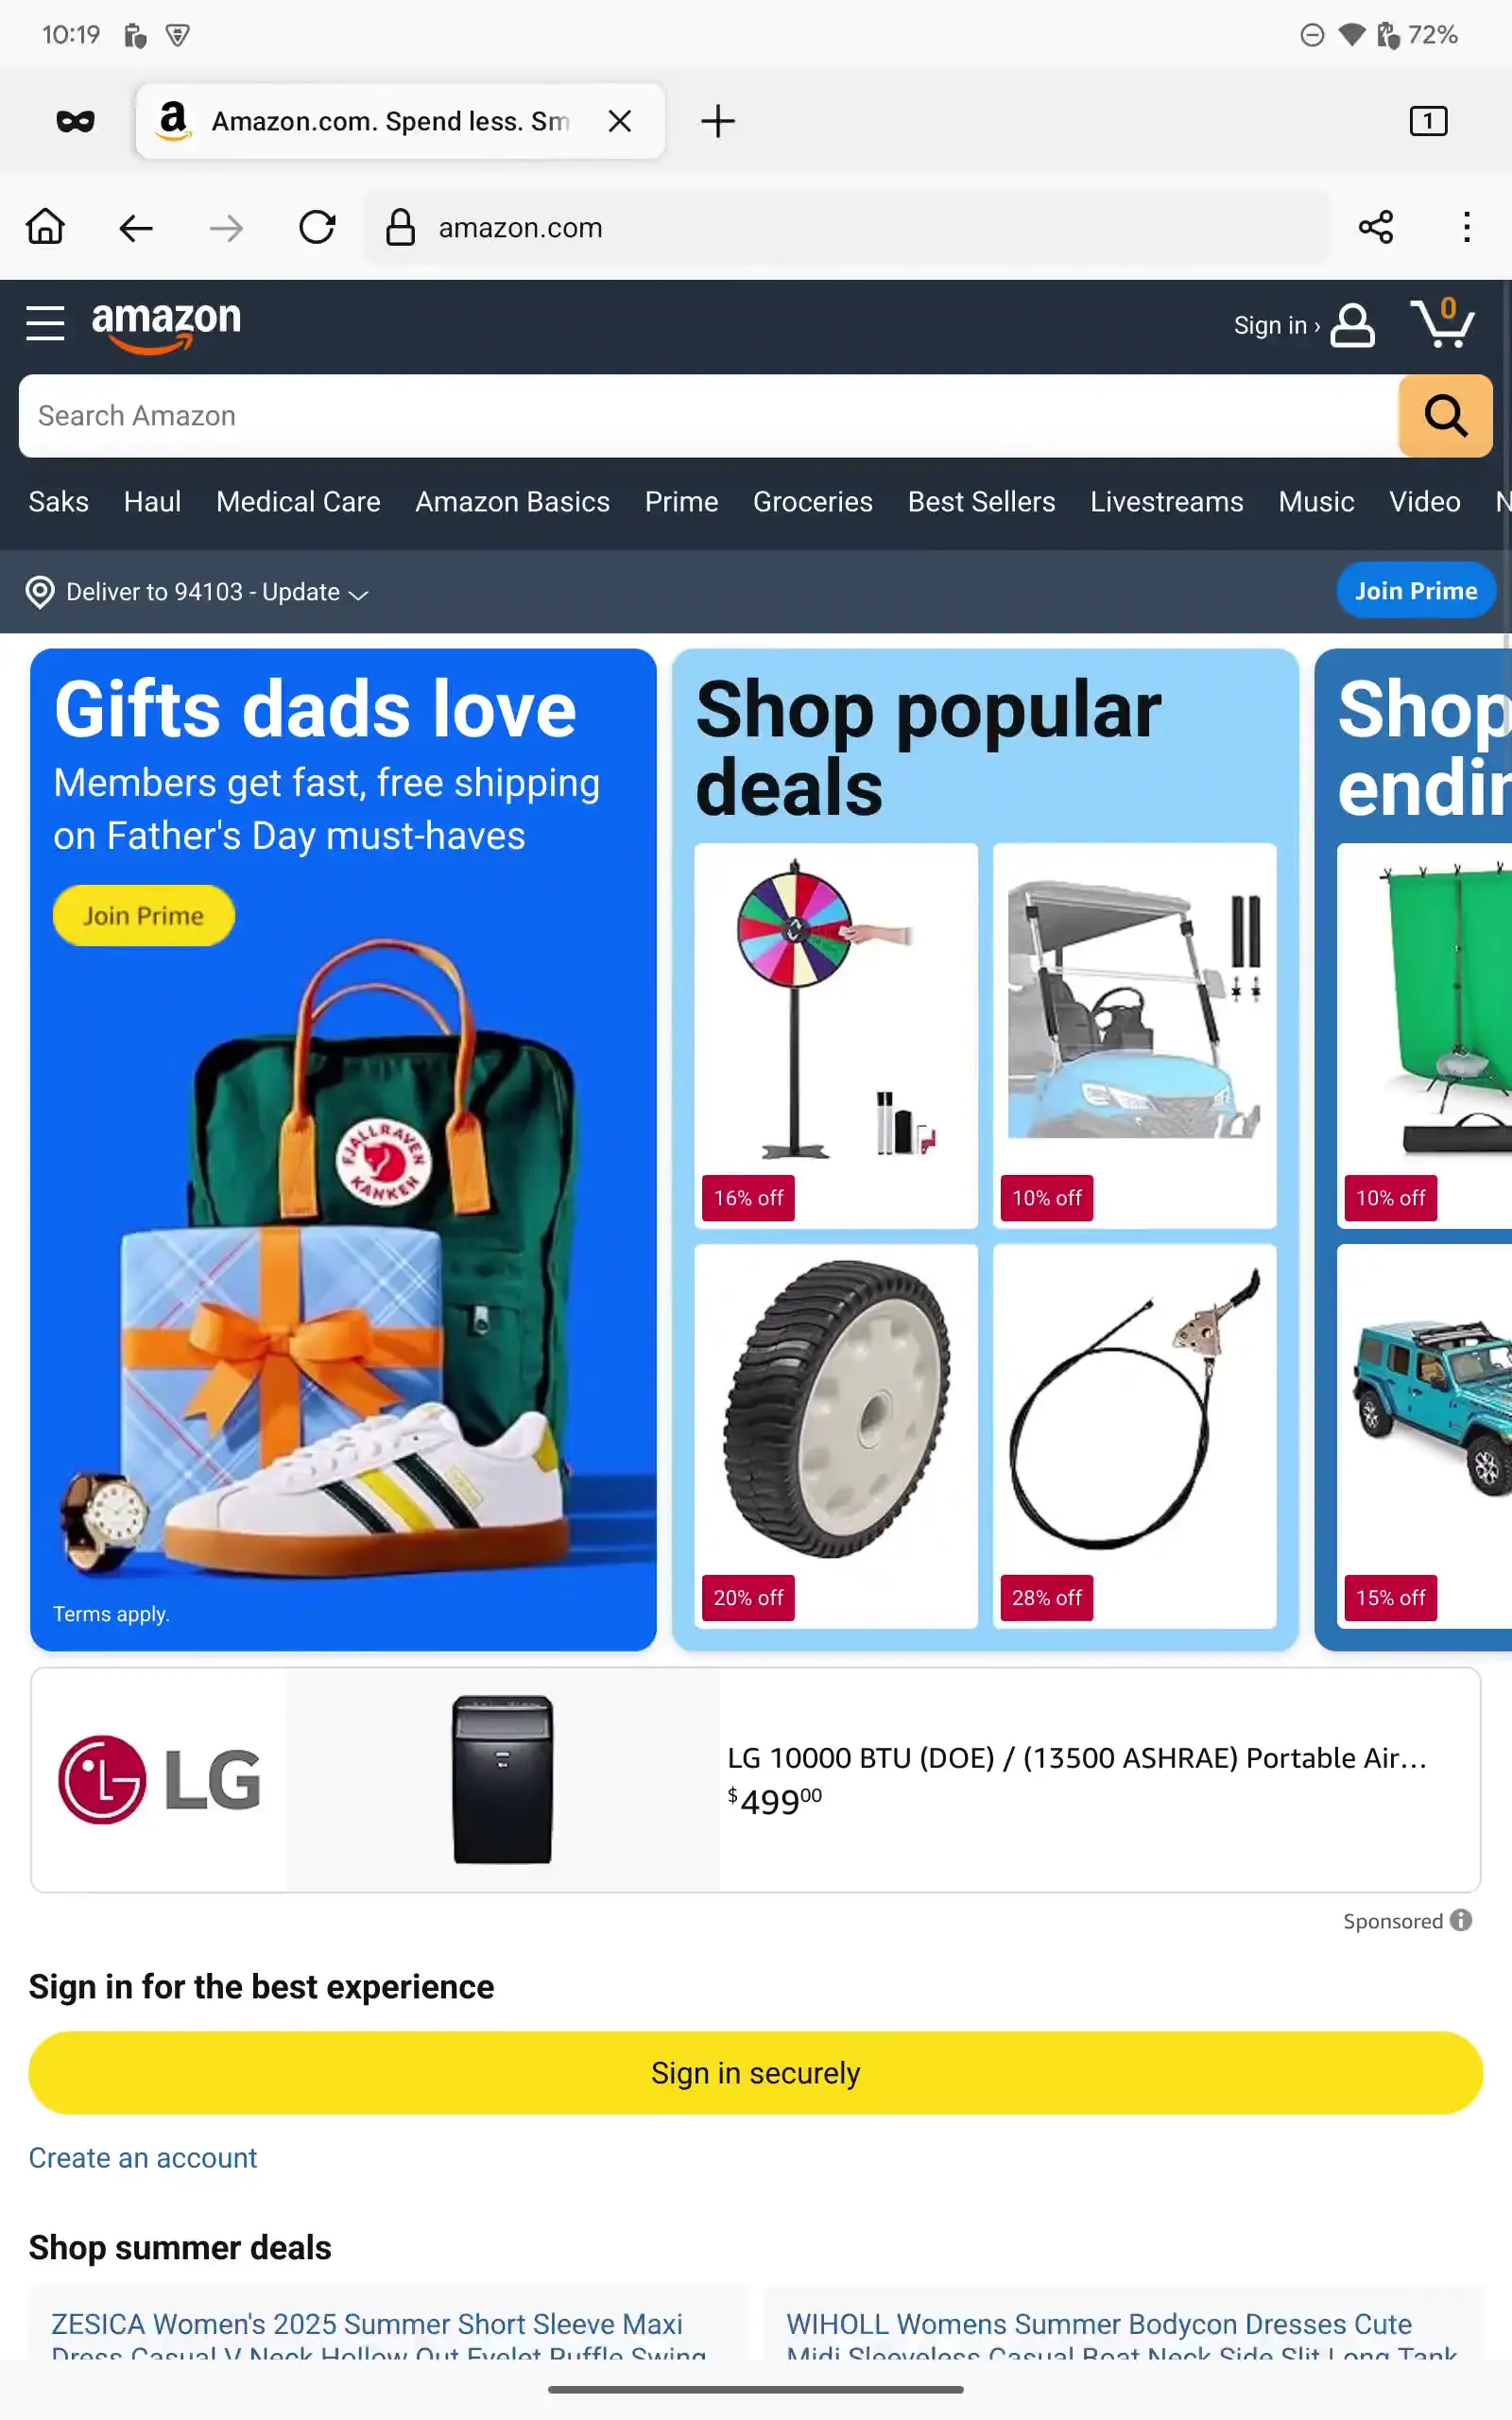 10:19
72%
Amazon.com. Spend less. Sm
1
amazon.com
amazon
Sign in ›
0
Search Amazon
Saks Haul Medical Care Amazon Basics Prime Groceries Best Sellers Livestreams Music Video N
Deliver to 94103 - Update
Join Prime
Gifts dads love
Members get fast, free shipping
on Father's Day must-haves
Join Prime
FJALLRAVEN
KANKEN
Terms apply.
Shop popular
deals
16% off
10% off
20% off
28% off
Shop
endin
10% off
15% off
LG
LG 10000 BTU (DOE) / (13500 ASHRAE) Portable Air...
$49900
Sponsored
Sign in for the best experience
Sign in securely
Create an account
Shop summer deals
ZESICA Women's 2025 Summer Short Sleeve Maxi
Dress Casual V Neck Hollow Out Eyelet Ruffle Swing
WIHOLL Womens Summer Bodycon Dresses Cute
Midi Sleeveless Casual Boat Neck Side Slit Long Tank